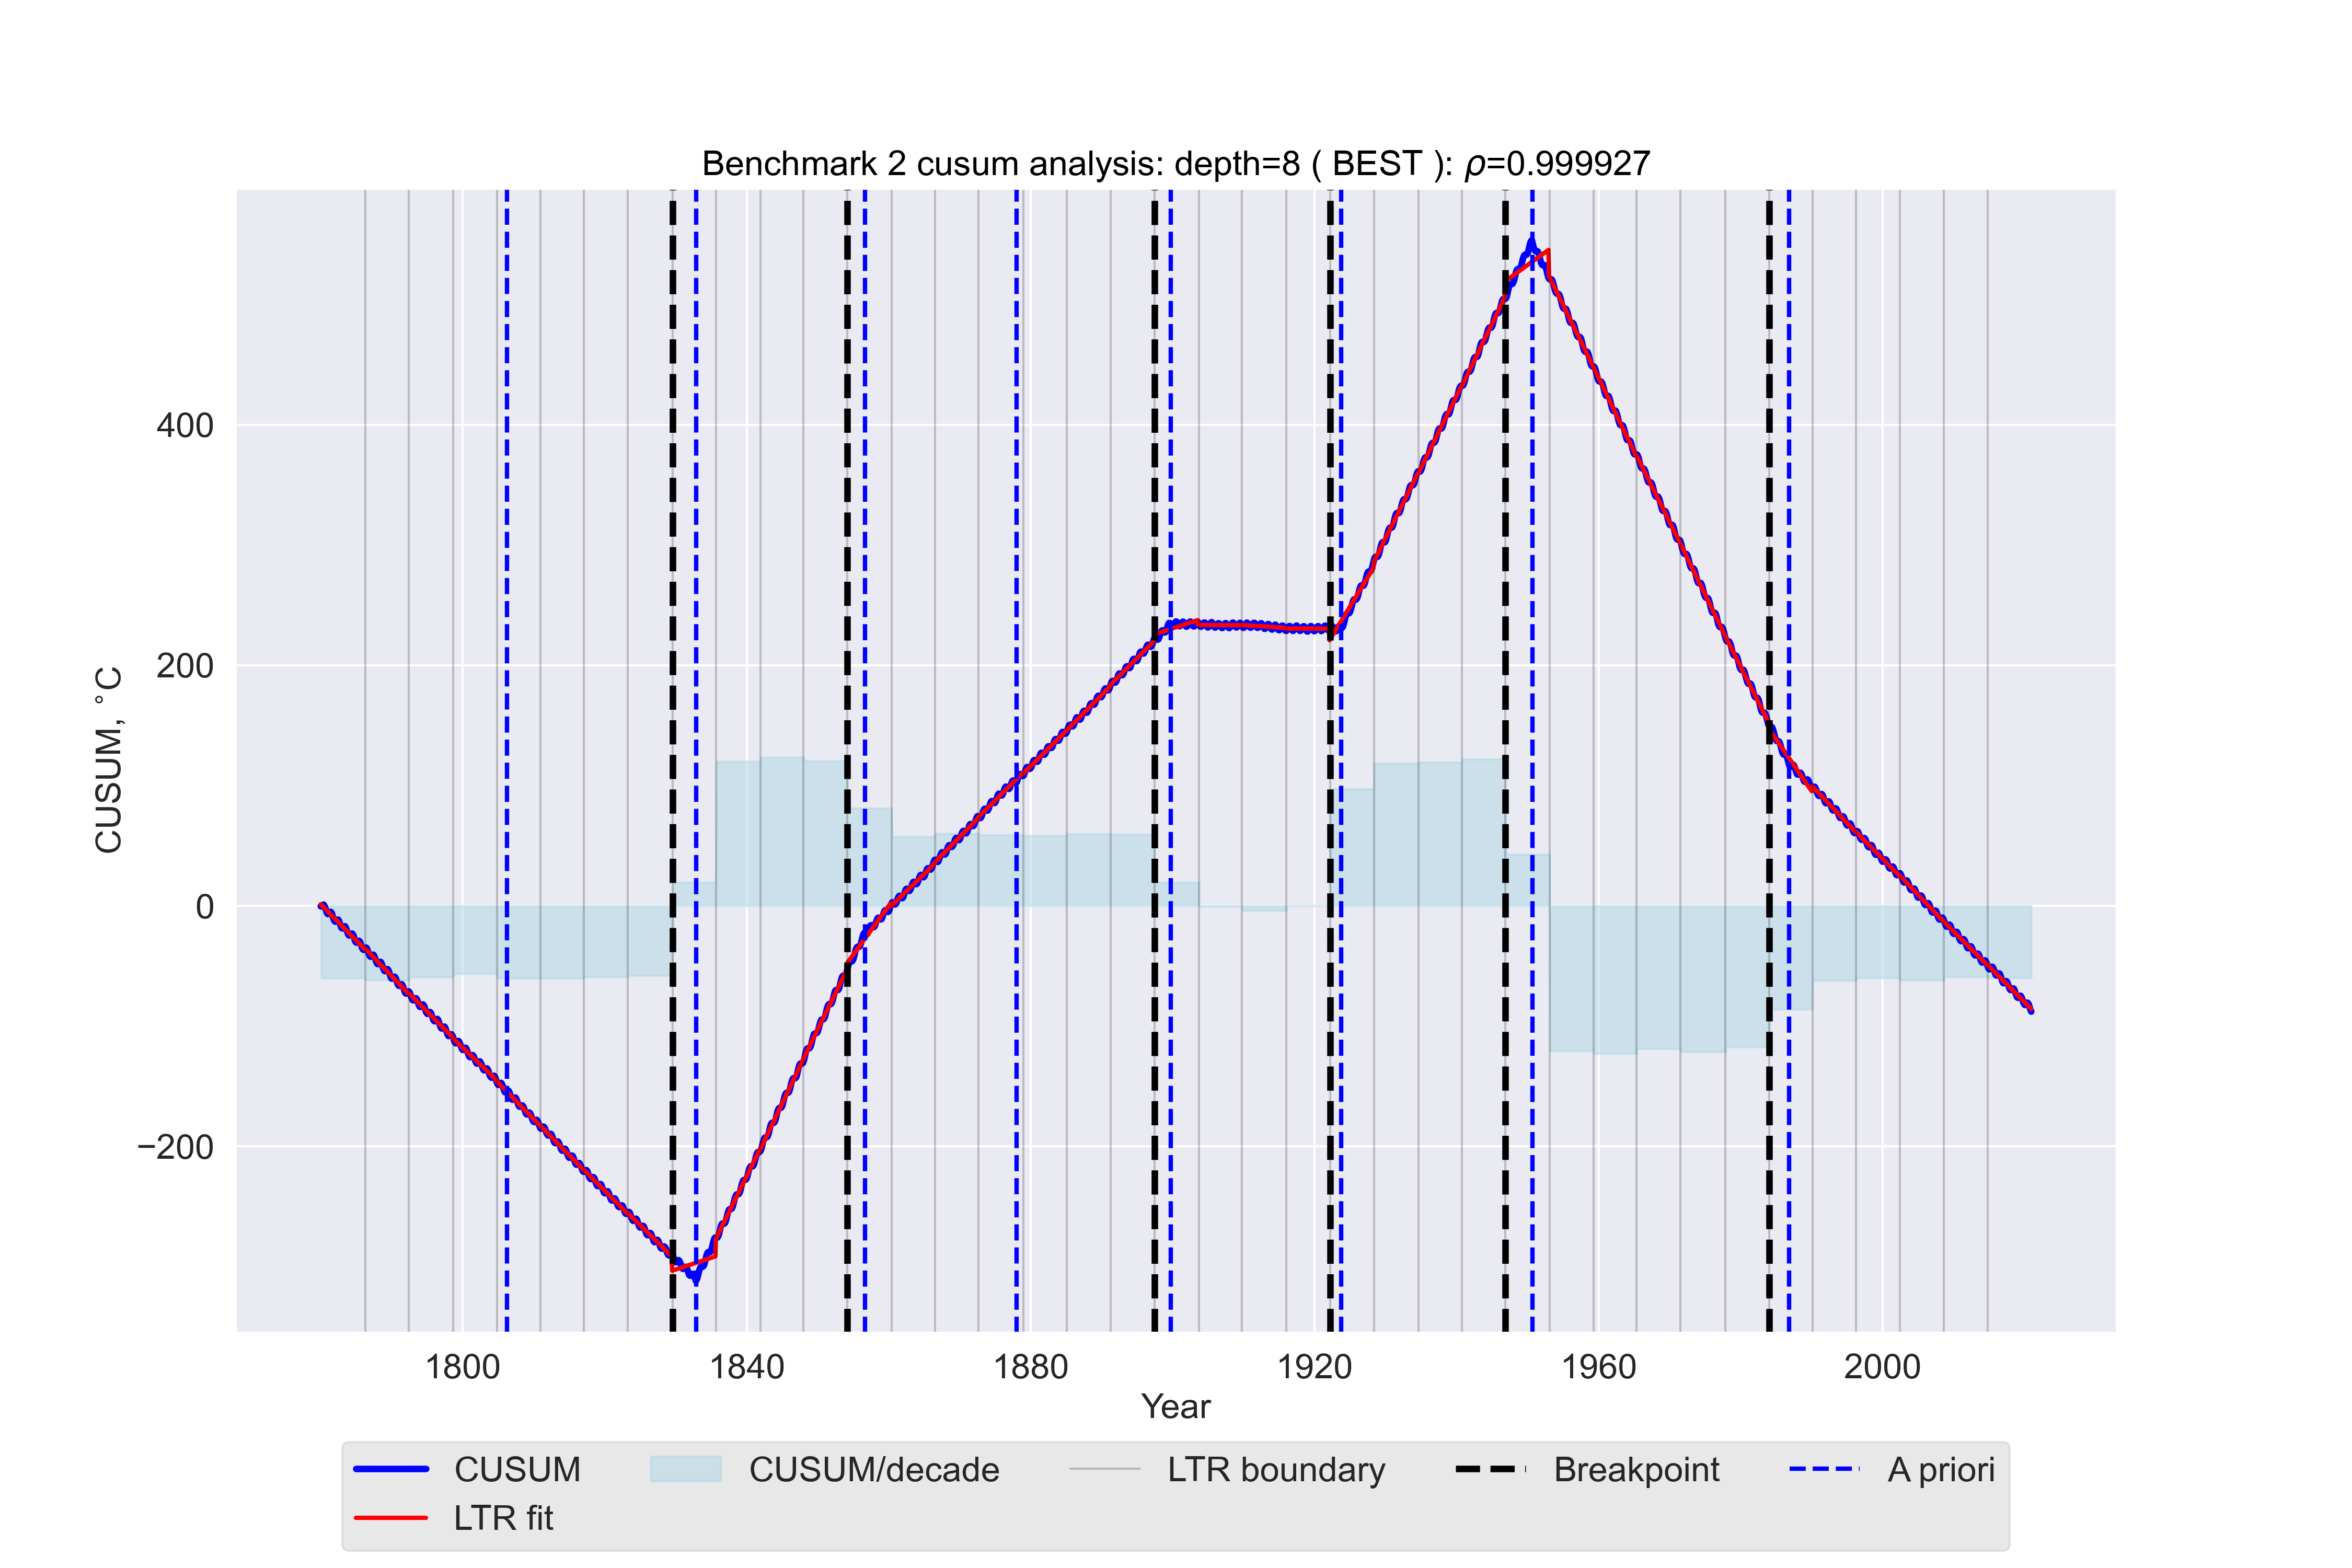 Benchmark 2 cusum analysis: depth=8 ( BEST ): ρ=0.999927
CUSUM, °C
400
200
0
−200
1800 1840 1880 1920 1960 2000
Year
CUSUM CUSUM/decade LTR boundary Breakpoint A priori
LTR fit